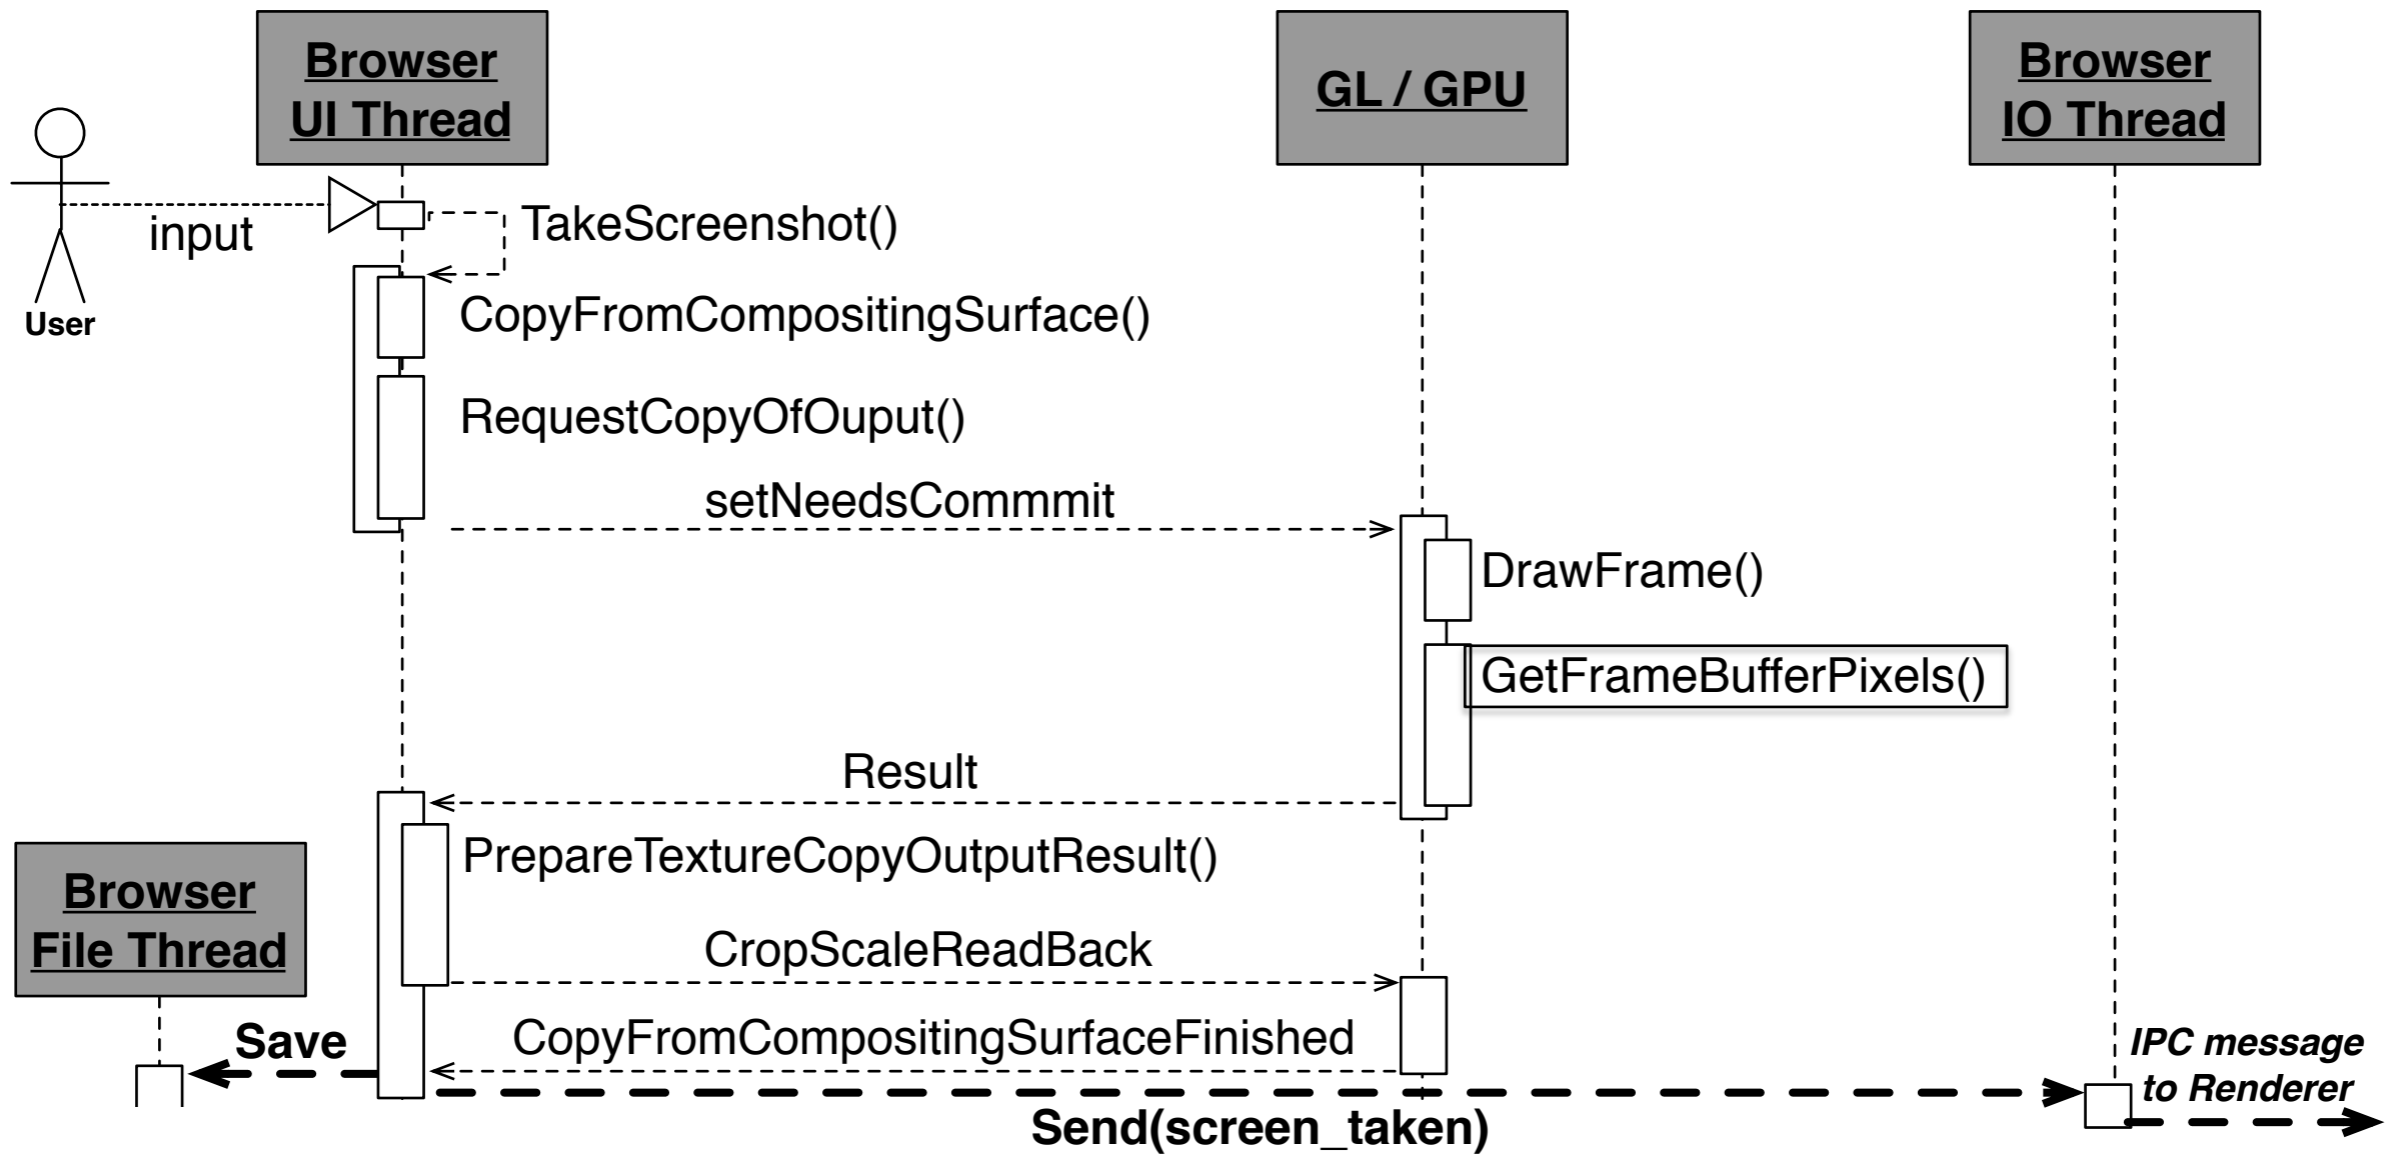 Browser
UI Thread
GL / GPU
Browser
IO Thread
input
User
TakeScreenshot()
CopyFromCompositingSurface()
RequestCopyOfOuput()
setNeedsCommmit
DrawFrame()
GetFrameBufferPixels()
Result
PrepareTextureCopyOutputResult()
Browser
File Thread
CropScaleReadBack
Save
CopyFromCompositingSurfaceFinished
IPC message
to Renderer
Send(screen_taken)